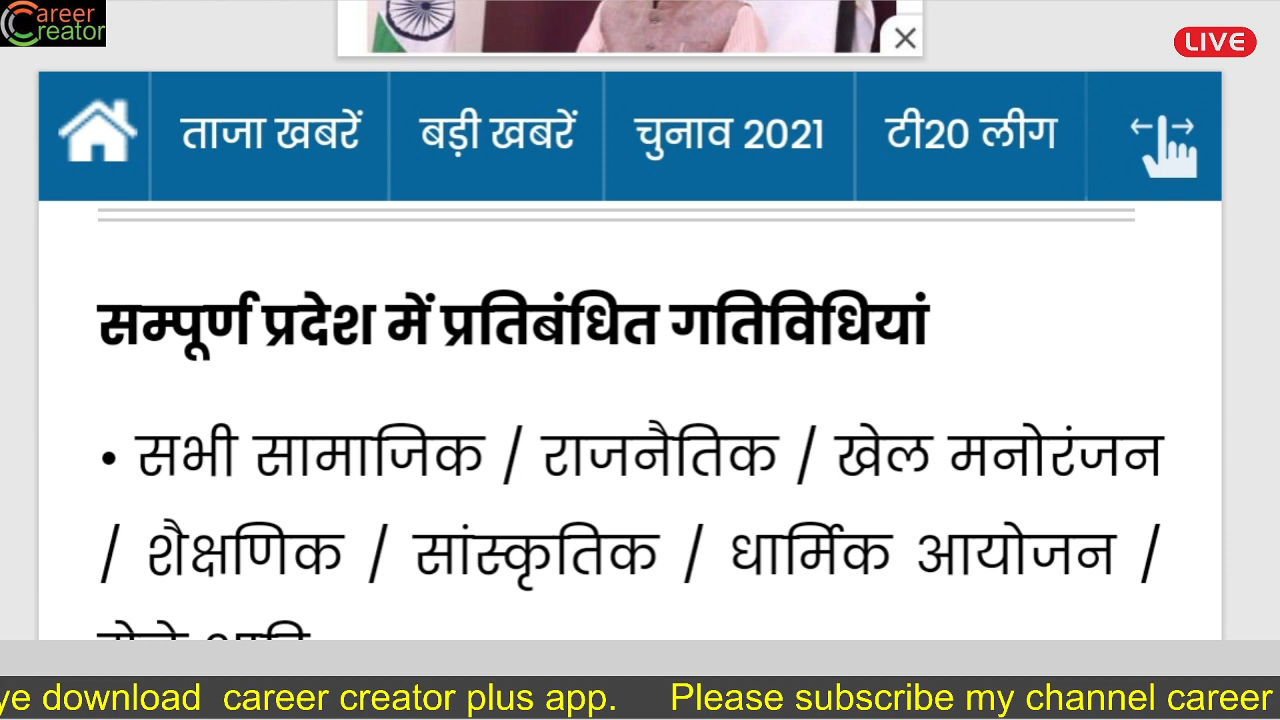 Career
Creator
LIVE
ताजा खबरें बड़ी खबरें चुनाव 2021 टी20 लीग
सम्पूर्ण प्रदेश में प्रतिबंधित गतिविधियां
• सभी सामाजिक / राजनैतिक / खेल मनोरंजन
/ शैक्षणिक / सांस्कृतिक / धार्मिक आयोजन /
ye download career creator plus app. Please subscribe my channel career